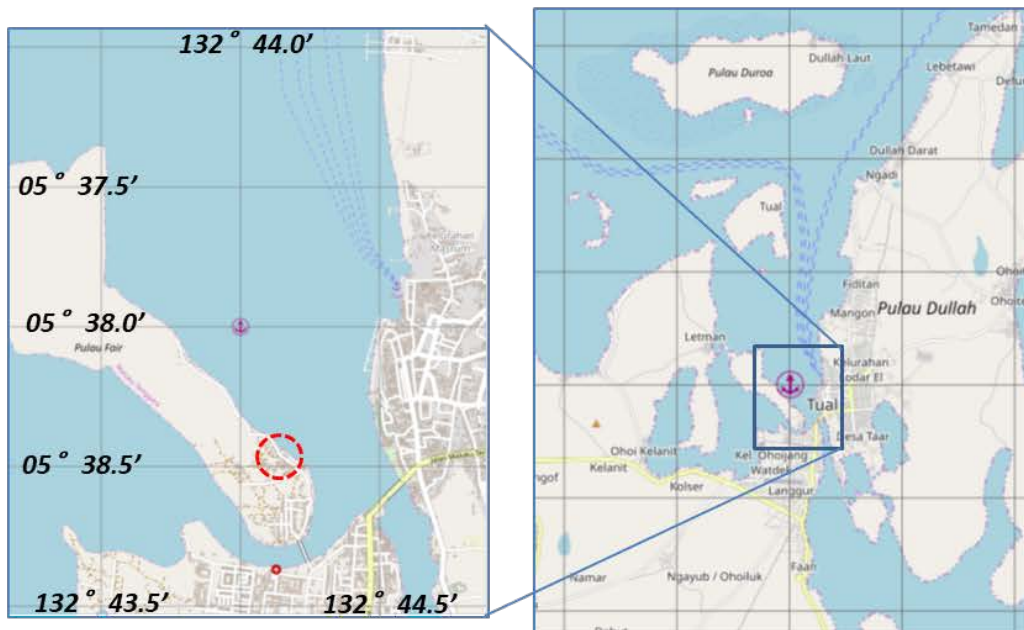 132° 44.0'
05° 37.5'
05° 38.0'
Pulau Fair
05° 38.5'
132° 43.5'
132° 44.5'
Tamedan
Dullah Laut
Pulau Duroa
Lebetawi
Dullah Darat
Ngadi
Tual
Fiditan
Pulau Dullah
Mangon
Letman
Kelurahan
Lodar El
Tual
Desa Taar
Ohoi Kelanit
Kel. Ohoijang
Watdek
Kelanit
Kolser
Langgur
Faan
Namar
Ngayub / Ohoiluk